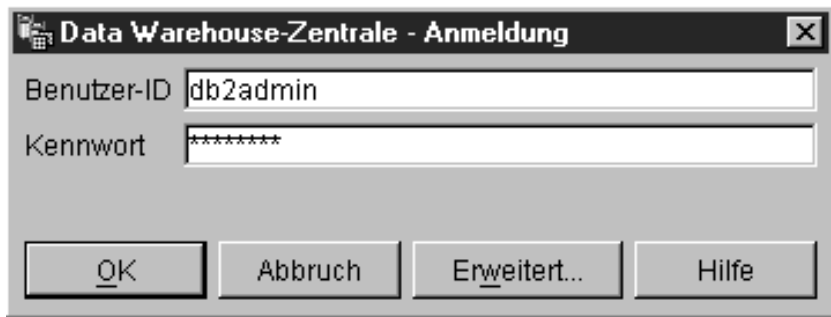 Data Warehouse-Zentrale - Anmeldung
Benutzer-ID db2admin
Kennwort ********
OK Abbruch Erweitert... Hilfe